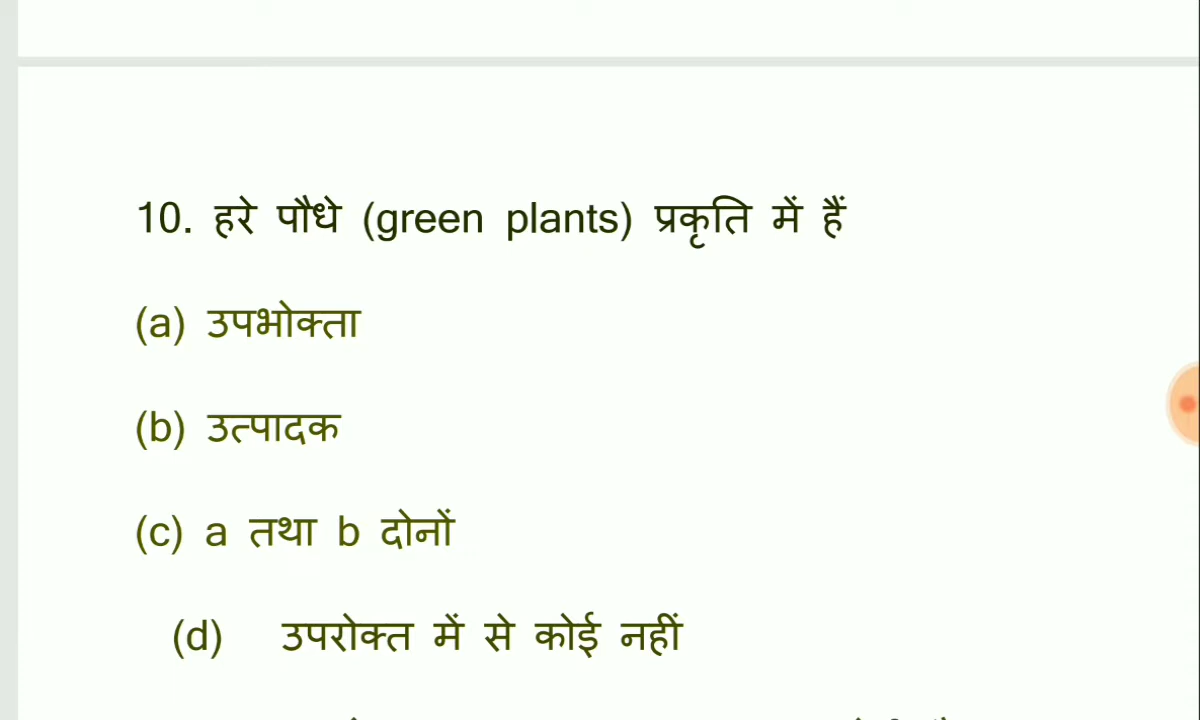 10. हरे पौधे (green plants) प्रकृति में हैं
(a) उपभोक्ता
(b) उत्पादक
(c) a तथा b दोनों
(d) उपरोक्त में से कोई नहीं